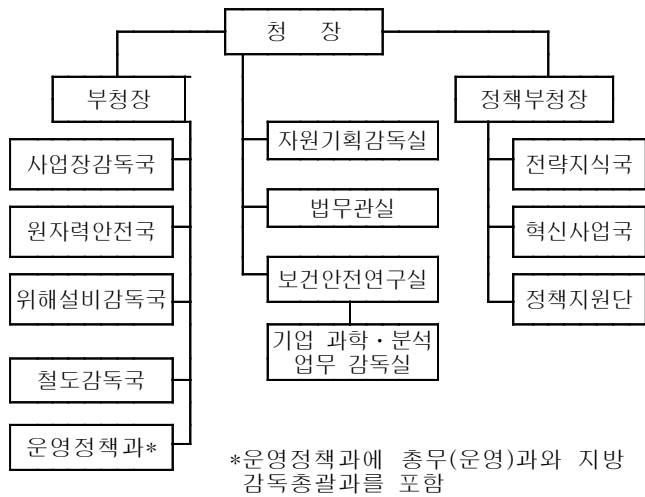 청 장
부청장
정책부청장
사업장감독국
원자력안전국
위해설비감독국
철도감독국
운영정책과*
자원기획감독실
법무관실
보건안전연구실
기업 과학·분석
업무 감독실
전략지식국
혁신사업국
정책지원단
*운영정책과에 총무(운영)과와 지방
감독총괄과를 포함